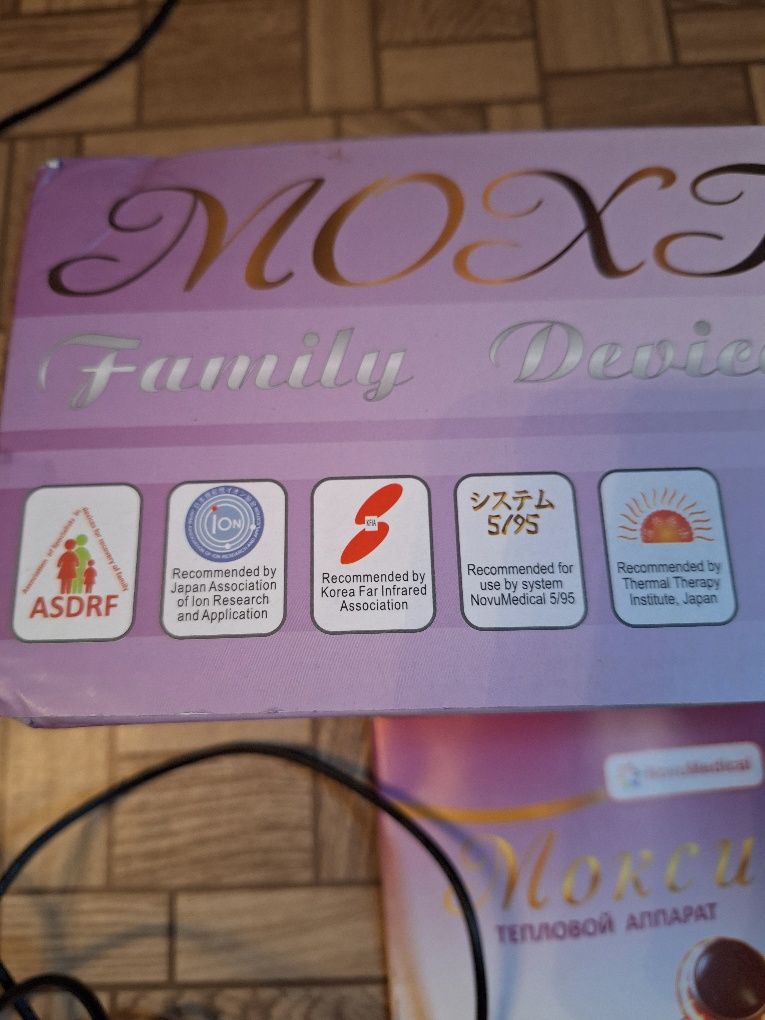 MOXI
Family Device
ASDRF
ION
Recommended by
Japan Association
of Ion Research
and Application
KFIA
Recommended by
Korea Far Infrared
Association
システム
5/95
Recommended for
use by system
NovuMedical 5/95
Recommended by
Thermal Therapy
Institute, Japan
NovuMedical
Мокси
ТЕПЛОВОЙ АППАРАТ